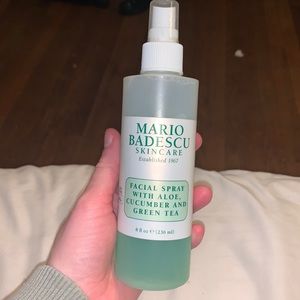 MARIO
BADESCU
SKINCARE
Established 1967
FACIAL SPRAY
WITH ALOE,
CUCUMBER AND
GREEN TEA
8 fl oz ℮ (236 ml)